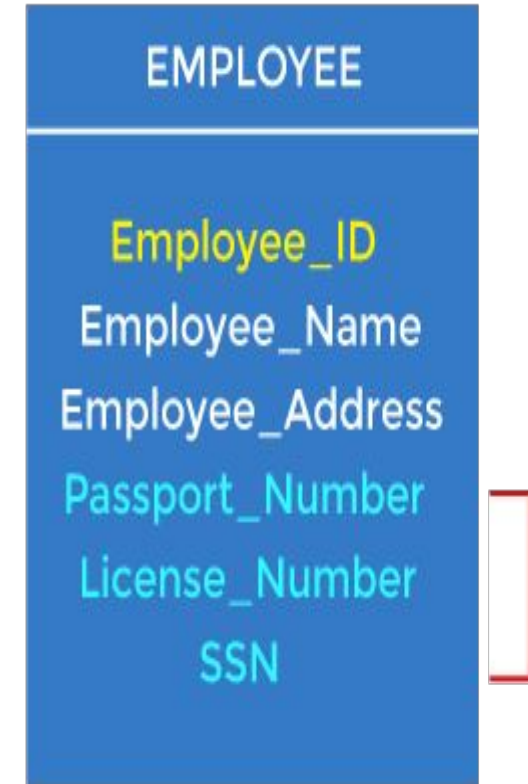 EMPLOYEE
Employee_ID
Employee_Name
Employee_Address
Passport_Number
License_Number
SSN